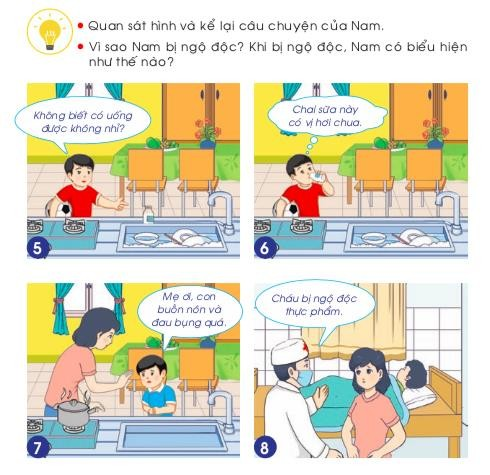 Quan sát hình và kể lại câu chuyện của Nam.
Vì sao Nam bị ngộ độc? Khi bị ngộ độc, Nam có biểu hiện
như thế nào?
Không biết có uống
được không nhỉ?
5
Chai sữa này
có vị hơi chua.
6
Mẹ ơi, con
buồn nôn và
đau bụng quá.
7
Cháu bị ngộ độc
thực phẩm.
8